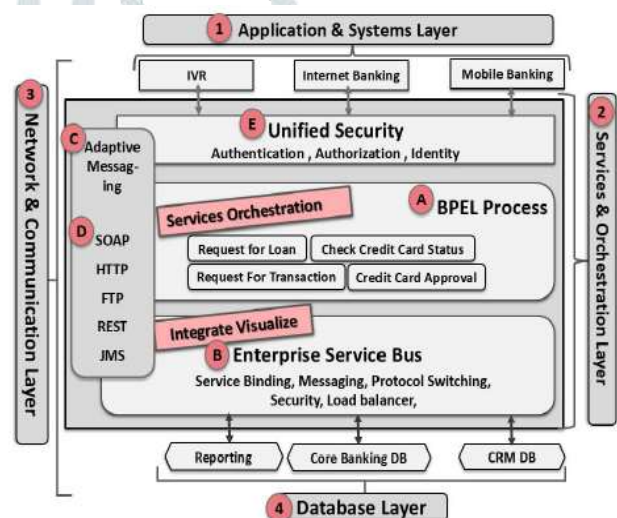 1 Application & Systems Layer
IVR
Internet Banking
Mobile Banking
3 Network & Communication Layer
2 Services & Orchestration Layer
E Unified Security
Authentication , Authorization , Identity
C Adaptive
Messag-
ing
D SOAP
HTTP
FTP
REST
JMS
Services Orchestration
A BPEL Process
Request for Loan
Check Credit Card Status
Request For Transaction
Credit Card Approval
Integrate Visualize
B Enterprise Service Bus
Service Binding, Messaging, Protocol Switching,
Security, Load balancer,
Reporting
Core Banking DB
CRM DB
4 Database Layer